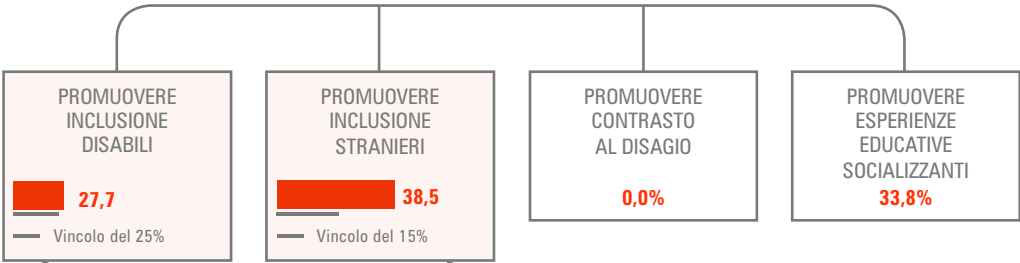 PROMUOVERE
INCLUSIONE
DISABILI
27,7
Vincolo del 25%
PROMUOVERE
INCLUSIONE
STRANIERI
38,5
Vincolo del 15%
PROMUOVERE
CONTRASTO
AL DISAGIO
0,0%
PROMUOVERE
ESPERIENZE
EDUCATIVE
SOCIALIZZANTI
33,8%